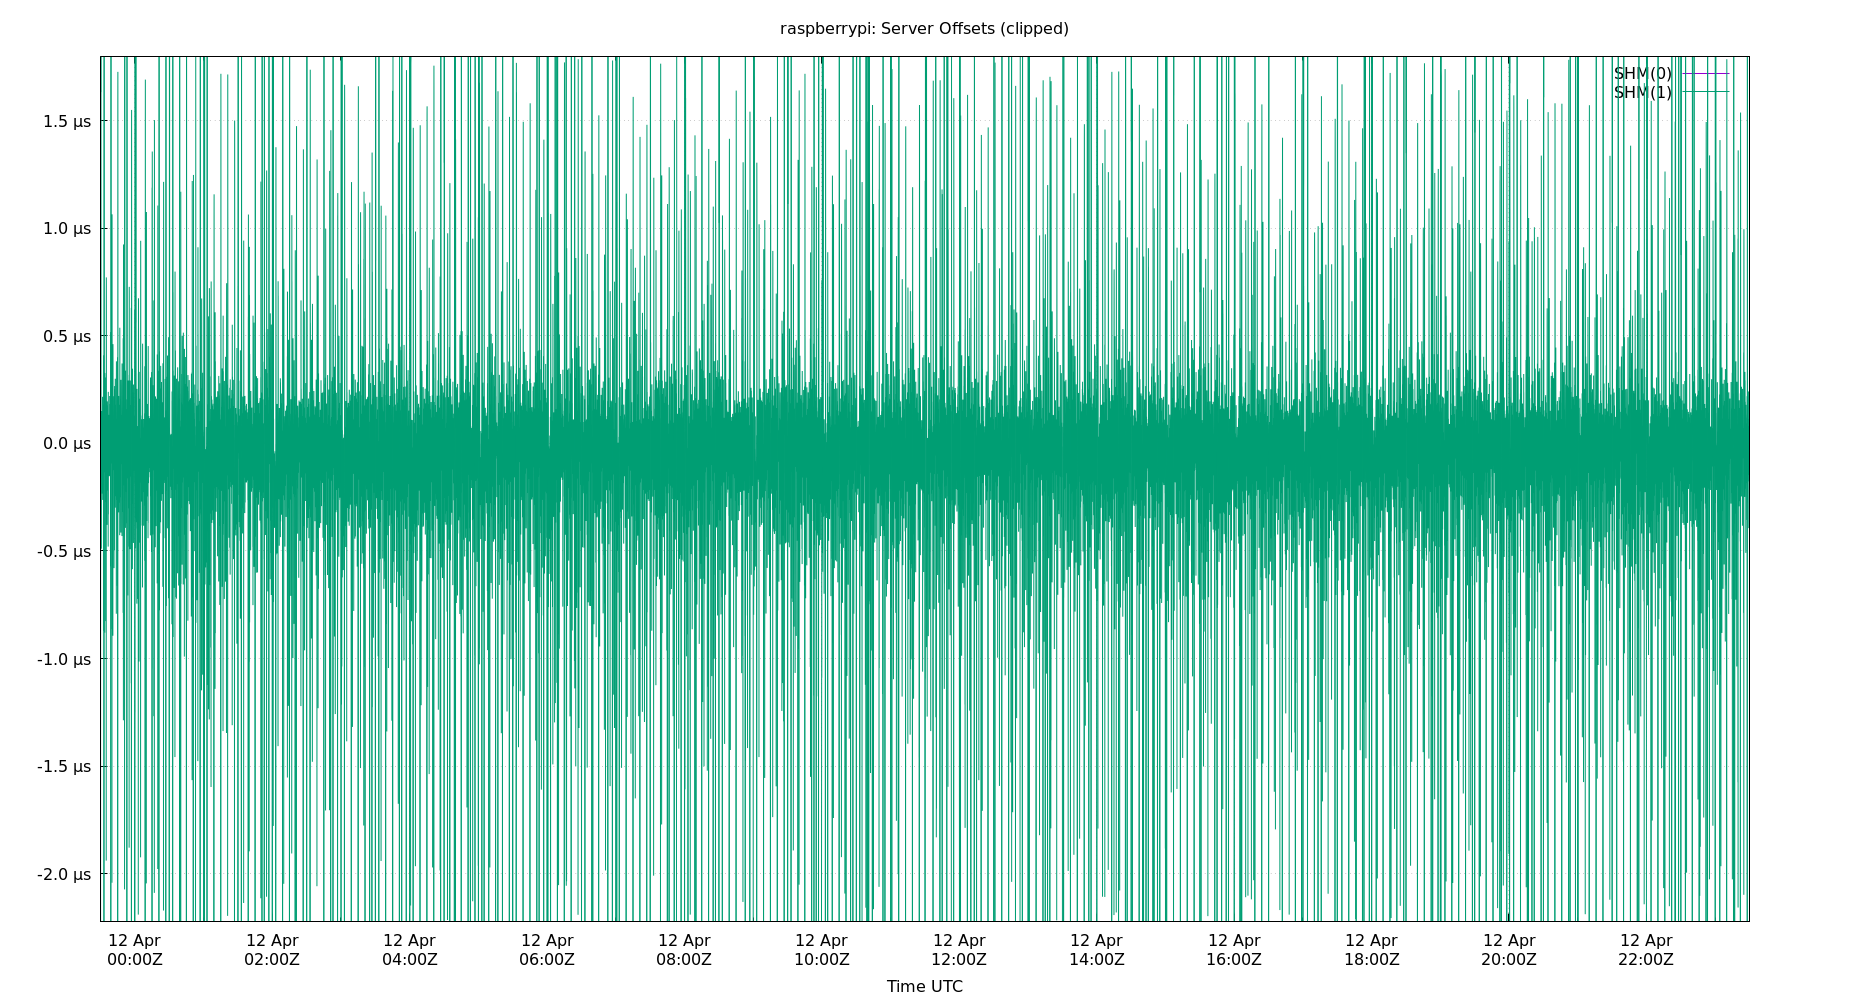 raspberrypi: Server Offsets (clipped)
SHM(0)
SHM(1)
1.5 µs
1.0 µs
0.5 µs
0.0 µs
-0.5 µs
-1.0 µs
-1.5 µs
-2.0 µs
12 Apr 12 Apr 12 Apr 12 Apr 12 Apr 12 Apr 12 Apr 12 Apr 12 Apr 12 Apr 12 Apr 12 Apr
00:00Z 02:00Z 04:00Z 06:00Z 08:00Z 10:00Z 12:00Z 14:00Z 16:00Z 18:00Z 20:00Z 22:00Z
Time UTC